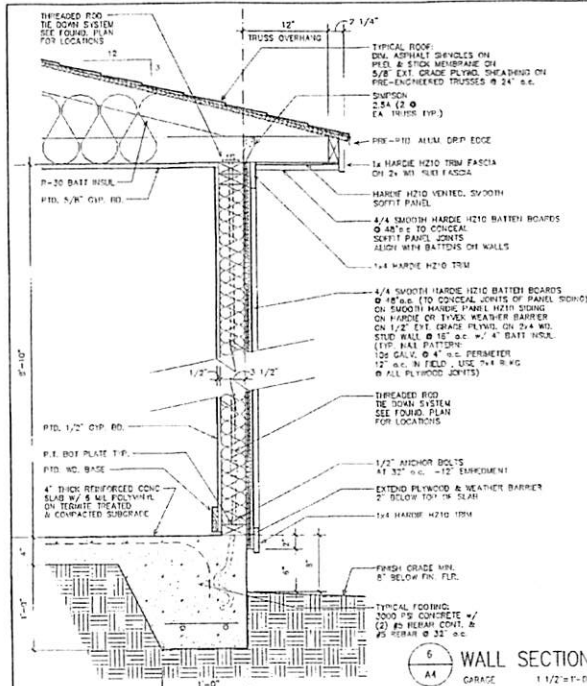 THREADED ROD
TIE DOWN SYSTEM
SEE FOUND. PLAN
FOR LOCATIONS
12
3
12"
2 1/4"
TRUSS OVERHANG
TYPICAL ROOF:
DIM. ASPHALT SHINGLES ON
PEEL & STICK MEMBRANE ON
5/8" EXT. GRADE PLYWD. SHEATHING ON
PRE-ENGINEERED TRUSSES @ 24" o.c.
SIMPSON
2.5A (2 @
EA. TRUSS TYP.)
PRE-PTD ALUM. DRIP EDGE
1x HARDIE HZ10 TRIM FASCIA
ON 2x WD. SUB FASCIA
R-30 BATT INSUL
PTD. 5/8" GYP. BD.
HARDIE HZ10 VENTED, SMOOTH
SOFFIT PANEL
4/4 SMOOTH HARDIE HZ10 BATTEN BOARDS
@ 48"o.c TO CONCEAL
SOFFIT PANEL JOINTS
ALIGN WITH BATTENS ON WALLS
1x4 HARDIE HZ10 TRIM
4/4 SMOOTH HARDIE HZ10 BATTEN BOARDS
@ 48"o.c. (TO CONCEAL JOINTS OF PANEL SIDING)
ON SMOOTH HARDIE PANEL HZ10 SIDING
ON HARDIE OR TYVEK WEATHER BARRIER
ON 1/2" EXT. GRADE PLYWD. ON 2x4 WD.
STUD WALL @ 16" o.c. w/ 4" BATT INSUL.
(TYP. NAIL PATTERN:
10d GALV. @ 4" o.c. PERIMETER
12" o.c. IN FIELD , USE 2x4 BLKG
@ ALL PLYWOOD JOINTS)
-10"
1/2"
3 1/2"
THREADED ROD
TIE DOWN SYSTEM
SEE FOUND. PLAN
FOR LOCATIONS
PTD. 1/2" GYP. BD.
P.T. BOT PLATE TYP.
PTD. WD. BASE
4" THICK REINFORCED CONC
SLAB W/ 6 MIL POLYVINYL
ON TERMITE TREATED
& COMPACTED SUBGRADE
1/2" ANCHOR BOLTS
AT 32" o.c. -12" EMBEDMENT
EXTEND PLYWOOD & WEATHER BARRIER
2" BELOW TOP OF SLAB
1x4 HARDIE HZ10 TRIM
2"
6"
8"
4"
1'-0"
FINISH GRADE MIN.
8" BELOW FIN. FLR.
TYPICAL FOOTING:
3000 PSI CONCRETE w/
(2) #5 REBAR CONT. &
#5 REBAR @ 32" o.c.
1'-0"
6
A4
WALL SECTION
GARAGE
1 1/2"=1'-